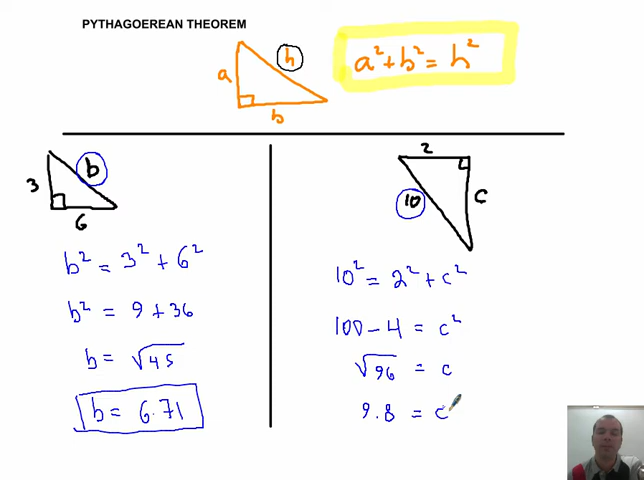 PYTHAGOEREAN THEOREM
a h b
a² + b² = h²
3 b 6
b² = 3² + 6²
b² = 9 + 36
b = √45
b = 6.71
2
10 c
10² = 2² + c²
100 - 4 = c²
√96 = c
9.8 = c